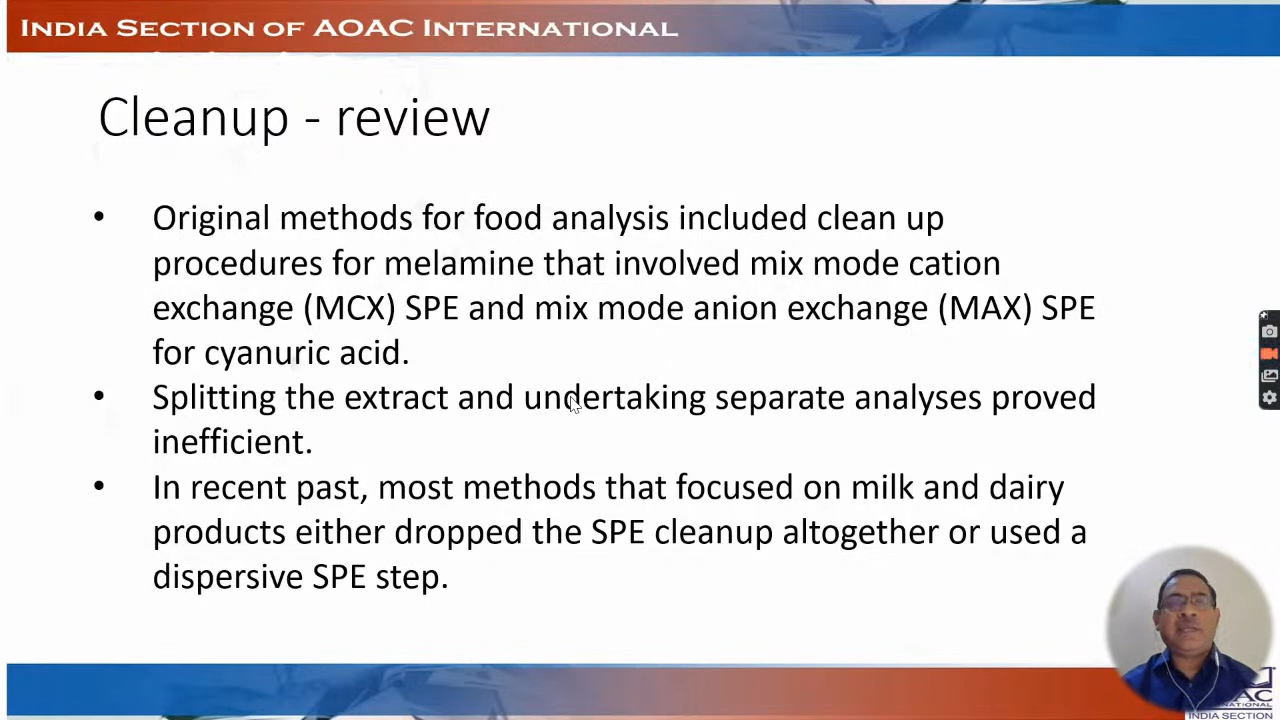 INDIA SECTION OF AOAC INTERNATIONAL
Cleanup - review
• Original methods for food analysis included clean up
procedures for melamine that involved mix mode cation
exchange (MCX) SPE and mix mode anion exchange (MAX) SPE
for cyanuric acid.
• Splitting the extract and undertaking separate analyses proved
inefficient.
• In recent past, most methods that focused on milk and dairy
products either dropped the SPE cleanup altogether or used a
dispersive SPE step.
INDIA SECTION